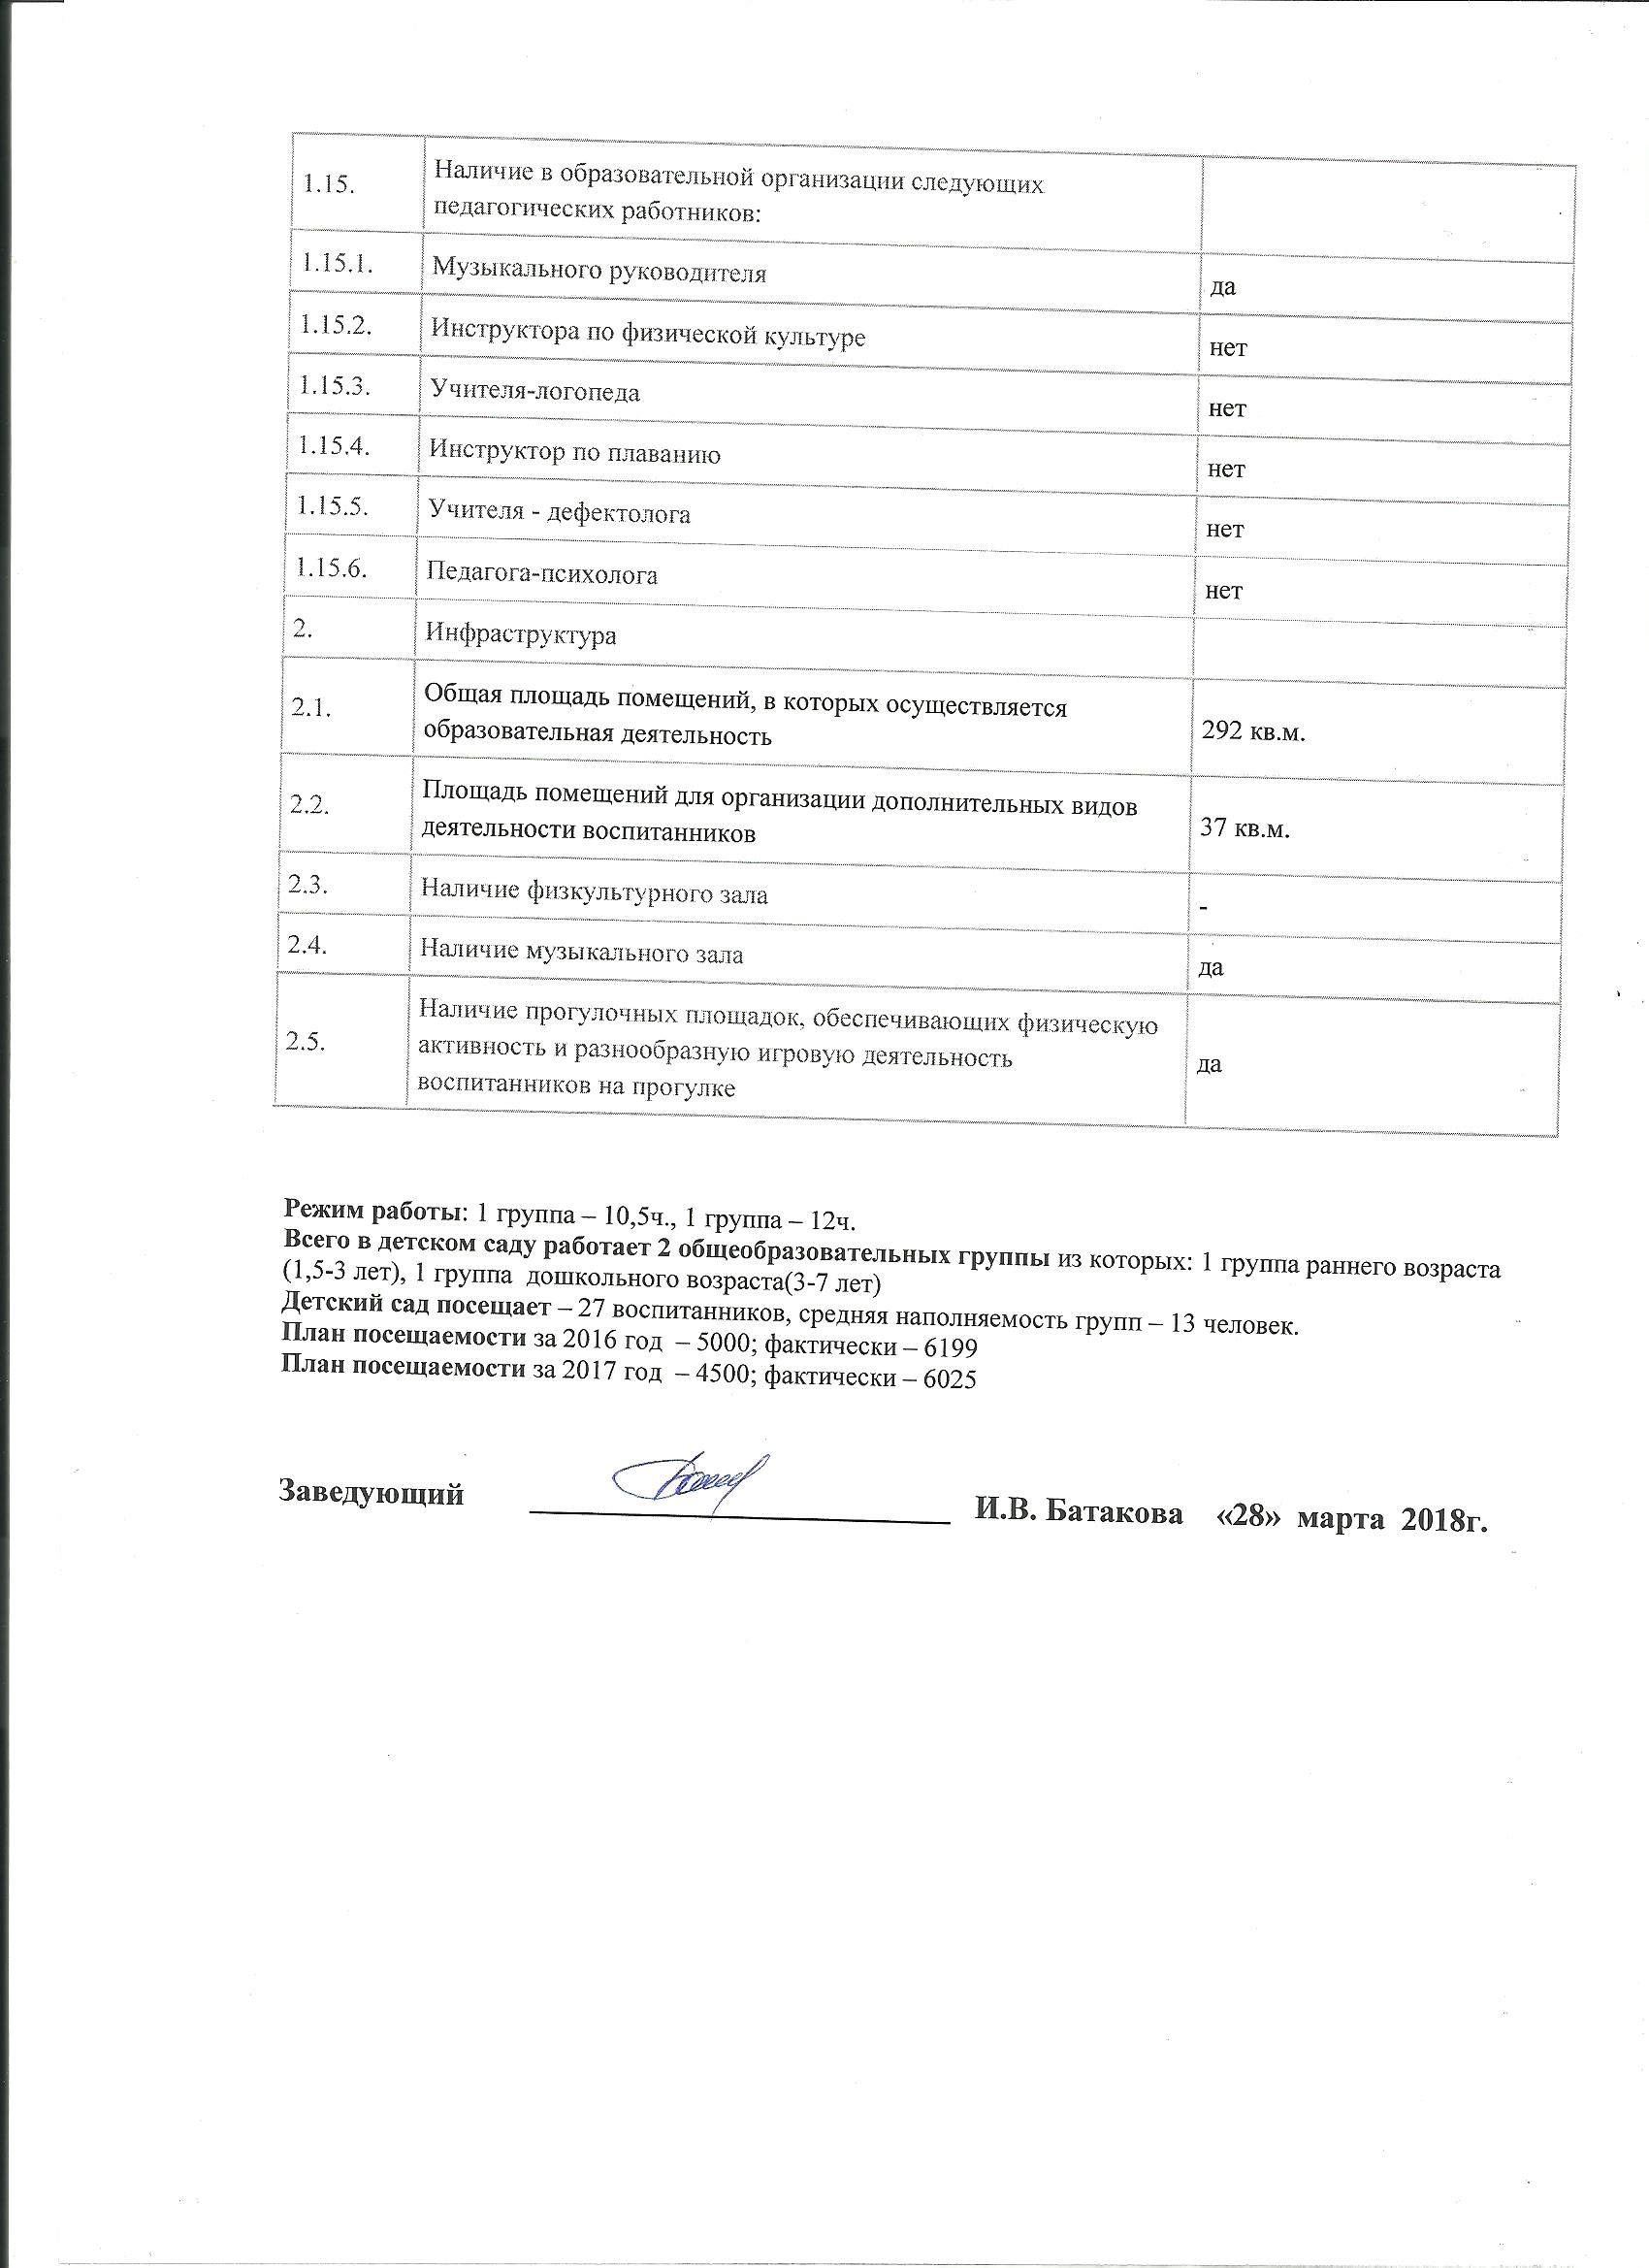 1.15.
Наличие в образовательной организации следующих
педагогических работников:
1.15.1.
Музыкального руководителя
да
1.15.2.
Инструктора по физической культуре
нет
1.15.3.
Учителя-логопеда
нет
1.15.4.
Инструктор по плаванию
нет
1.15.5.
Учителя - дефектолога
нет
1.15.6.
Педагога-психолога
нет
2.
Инфраструктура
2.1.
Общая площадь помещений, в которых осуществляется
образовательная деятельность
292 кв.м.
2.2.
Площадь помещений для организации дополнительных видов
деятельности воспитанников
37 кв.м.
2.3.
Наличие физкультурного зала
-
2.4.
Наличие музыкального зала
да
2.5.
Наличие прогулочных площадок, обеспечивающих физическую
активность и разнообразную игровую деятельность
воспитанников на прогулке
да
Режим работы: 1 группа – 10,5ч., 1 группа – 12ч.
Всего в детском саду работает 2 общеобразовательных группы из которых: 1 группа раннего возраста
(1,5-3 лет), 1 группа дошкольного возраста(3-7 лет)
Детский сад посещает – 27 воспитанников, средняя наполняемость групп – 13 человек.
План посещаемости за 2016 год – 5000; фактически – 6199
План посещаемости за 2017 год – 4500; фактически – 6025
Заведующий И.В. Батакова «28» марта 2018г.